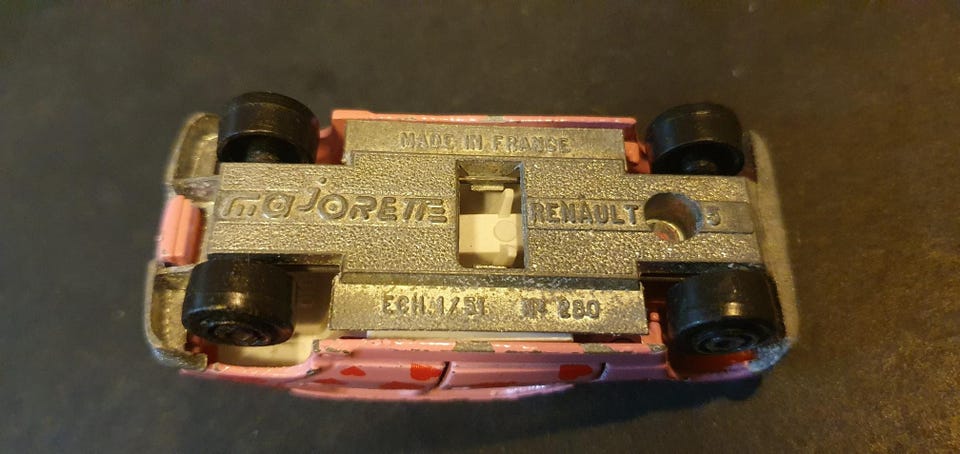 MADE IN FRANCE
majORETTE
RENAULT 5
ECH.1/51 N° 280